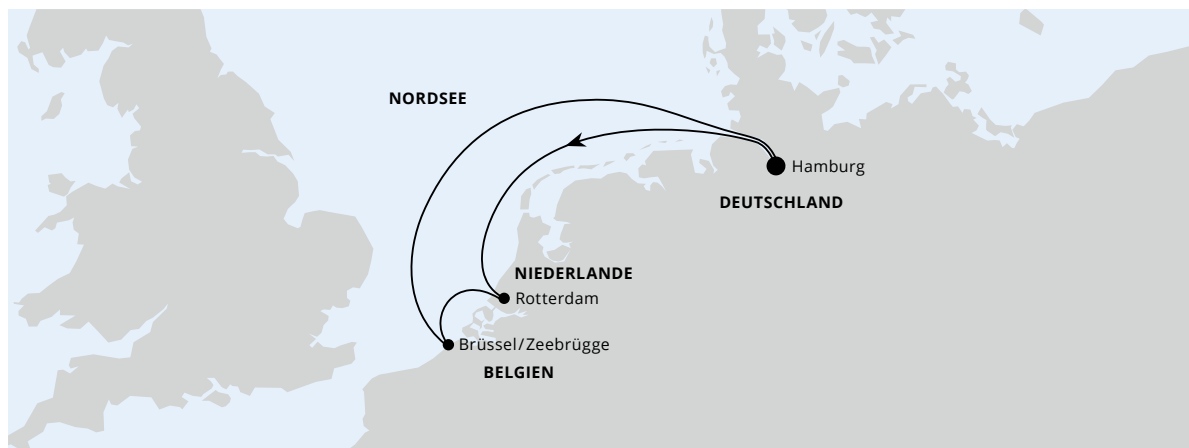 NORDSEE
Hamburg
DEUTSCHLAND
NIEDERLANDE
Rotterdam
Brüssel/Zeebrügge
BELGIEN